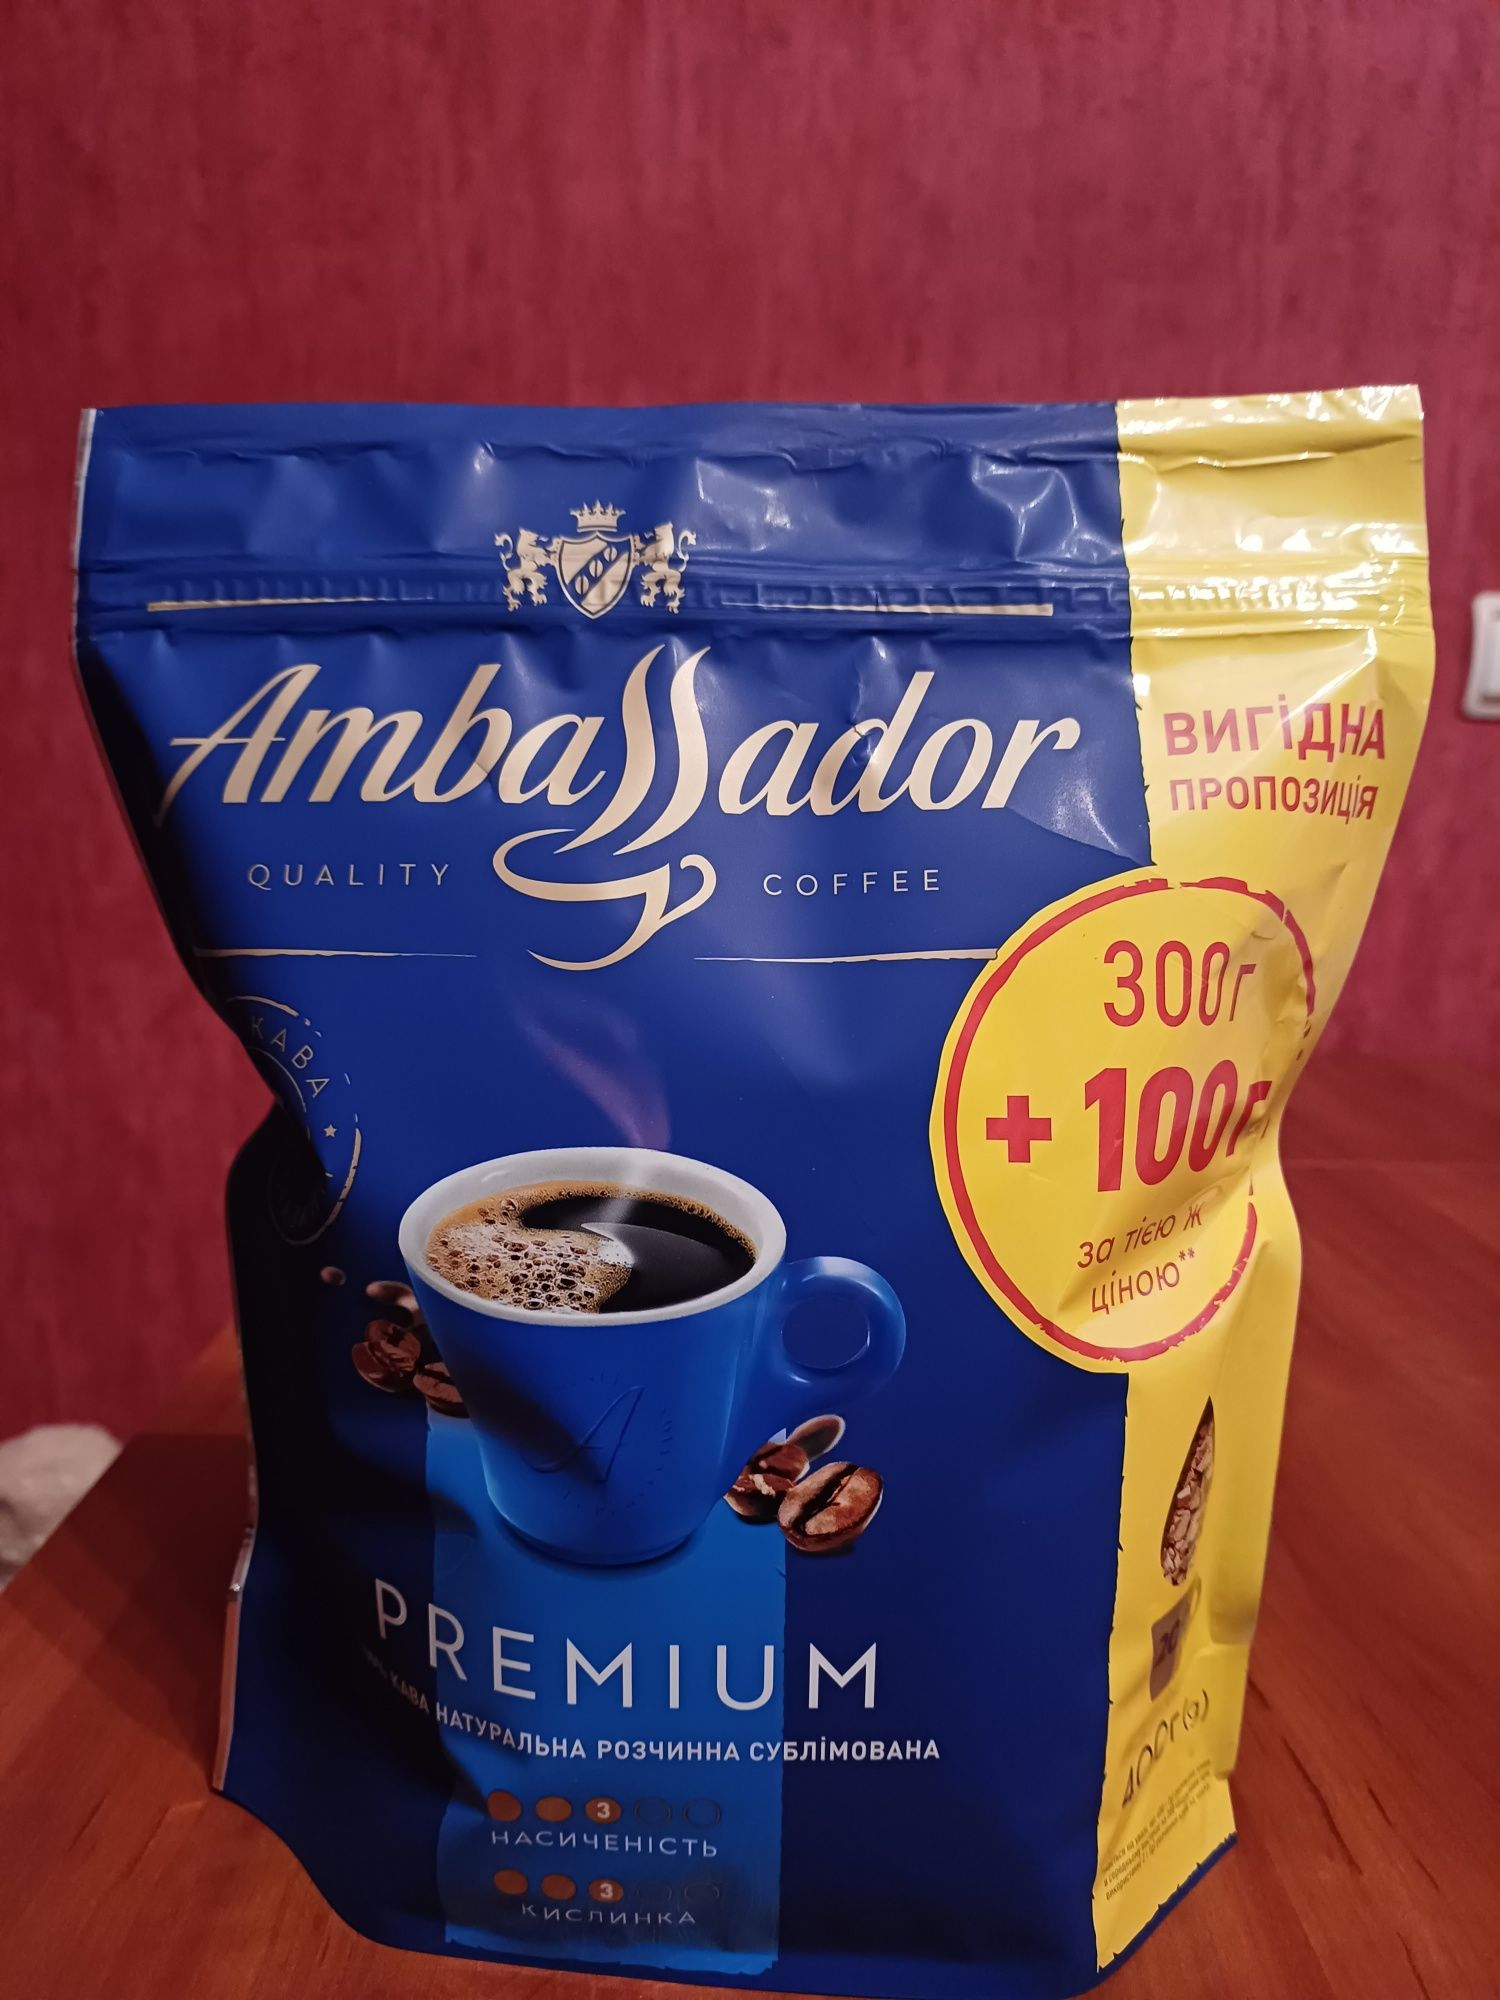 Ambassador
QUALITY COFFEE
ВИГІДНА
ПРОПОЗИЦІЯ
300г
+ 100г
за тією ж
ціною**
КАВА
A
PREMIUM
КАВА НАТУРАЛЬНА РОЗЧИННА СУБЛІМОВАНА
3
НАСИЧЕНІСТЬ
3
КИСЛИНКА
400г(g)